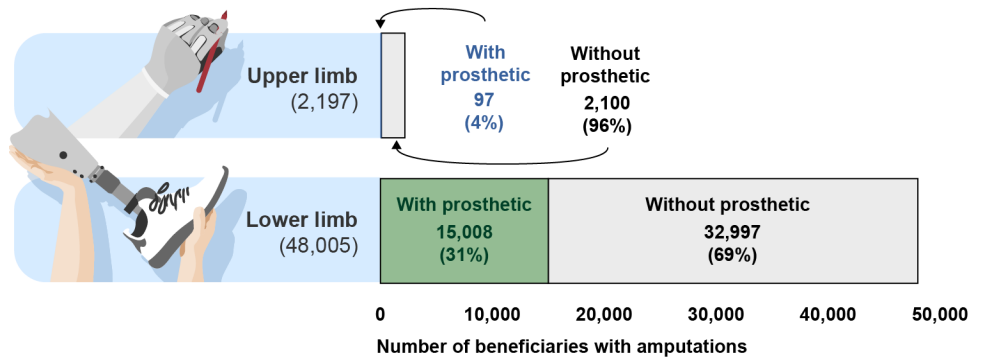 Upper limb
(2,197)
With
prosthetic
97
(4%)
Without
prosthetic
2,100
(96%)
Lower limb
(48,005)
With prosthetic
15,008
(31%)
Without prosthetic
32,997
(69%)
0 10,000 20,000 30,000 40,000 50,000
Number of beneficiaries with amputations